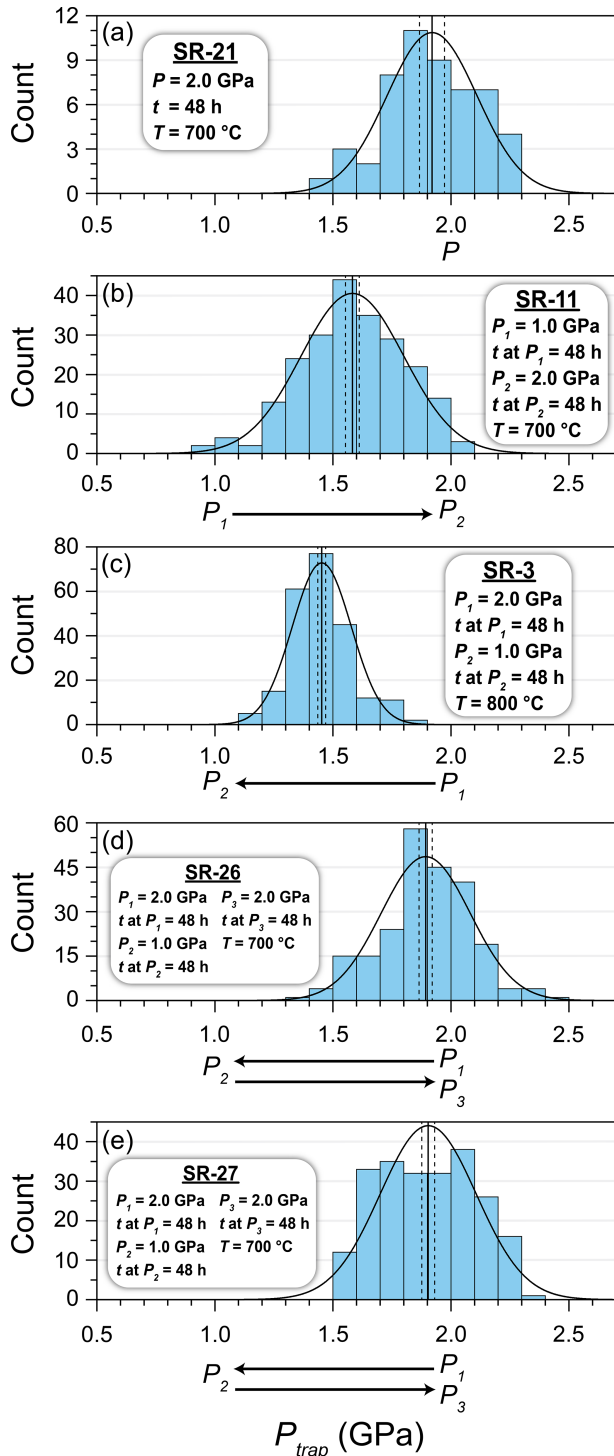 (a)
SR-21
P = 2.0 GPa
t = 48 h
T = 700 °C
Count
12
9
6
3
0
0.5 1.0 1.5 2.0 2.5
P
(b)
SR-11
P1 = 1.0 GPa
t at P1 = 48 h
P2 = 2.0 GPa
t at P2 = 48 h
T = 700 °C
Count
40
30
20
10
0
0.5 1.0 1.5 2.0 2.5
P1 P2
(c)
SR-3
P1 = 2.0 GPa
t at P1 = 48 h
P2 = 1.0 GPa
t at P2 = 48 h
T = 800 °C
Count
80
60
40
20
0
0.5 1.0 1.5 2.0 2.5
P2 P1
(d)
SR-26
P1 = 2.0 GPa P3 = 2.0 GPa
t at P1 = 48 h t at P3 = 48 h
P2 = 1.0 GPa T = 700 °C
t at P2 = 48 h
Count
60
45
30
15
0
0.5 1.0 1.5 2.0 2.5
P2 P1
P3
(e)
SR-27
P1 = 2.0 GPa P3 = 2.0 GPa
t at P1 = 48 h t at P3 = 48 h
P2 = 1.0 GPa T = 700 °C
t at P2 = 48 h
Count
40
30
20
10
0
0.5 1.0 1.5 2.0 2.5
P2 P1
P3
Ptrap (GPa)